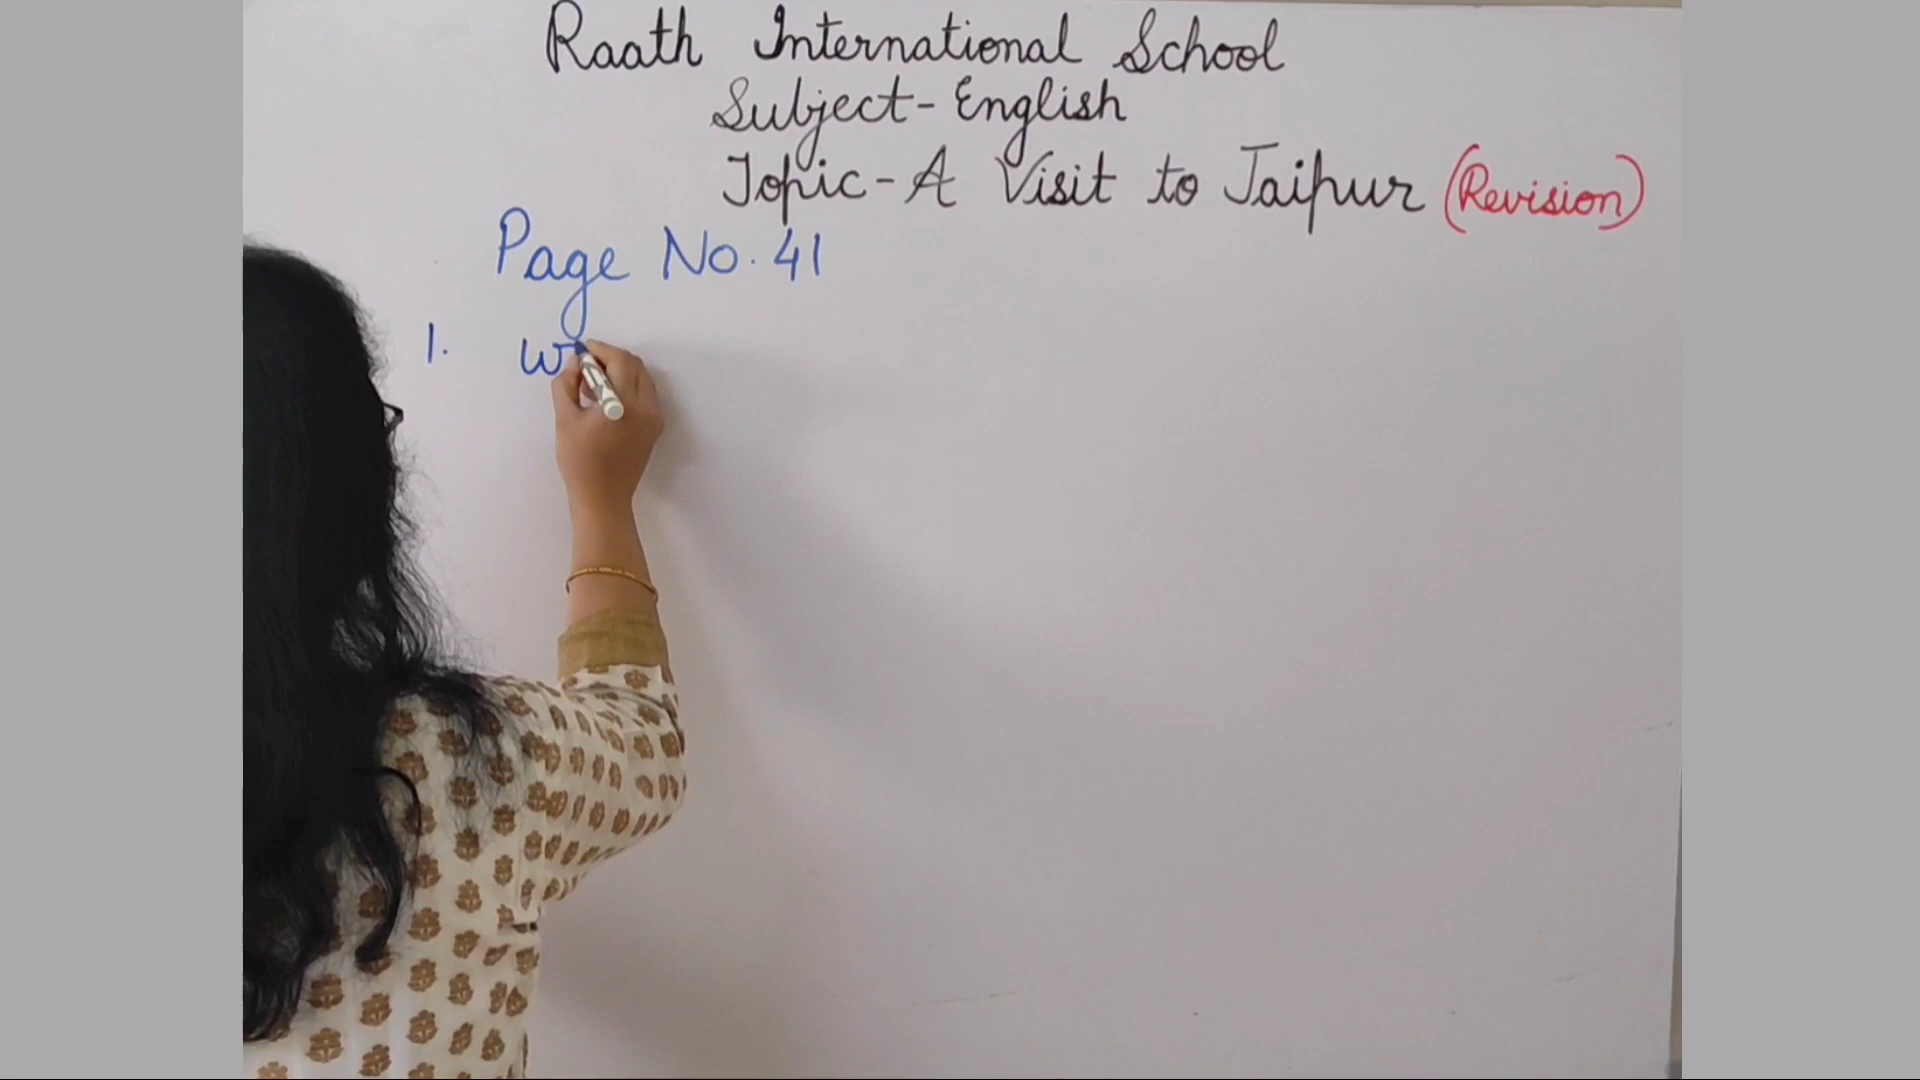 Raath International School
Subject- English
Topic- A Visit to Jaipur (Revision)
Page No. 41
1. w